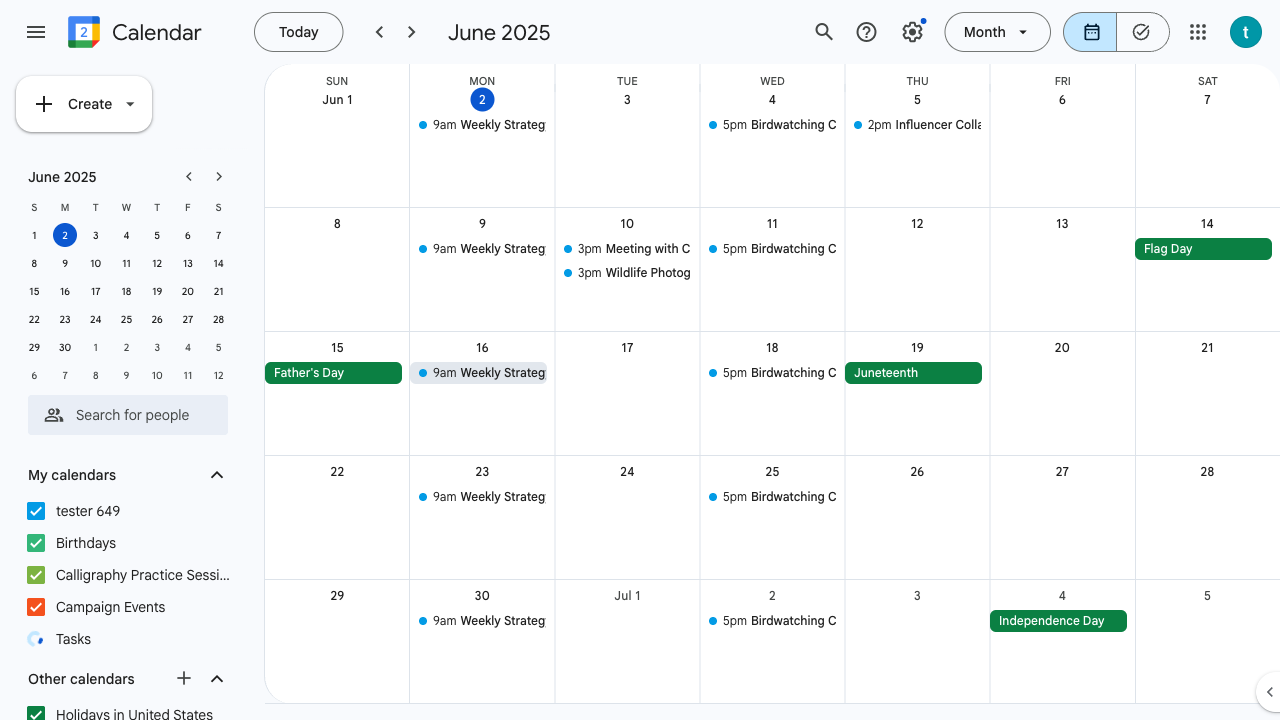 2
Calendar
Today
June 2025
Month
t
Create
June 2025
S M T W T F S
1 2 3 4 5 6 7
8 9 10 11 12 13 14
15 16 17 18 19 20 21
22 23 24 25 26 27 28
29 30 1 2 3 4 5
6 7 8 9 10 11 12
Search for people
My calendars
tester 649
Birthdays
Calligraphy Practice Sessi...
Campaign Events
Tasks
Other calendars
Holidays in United States
SUN MON TUE WED THU FRI SAT
Jun 1 2 3 4 5 6 7
9am Weekly Strateg
5pm Birdwatching C
2pm Influencer Colla
8 9 10 11 12 13 14
9am Weekly Strateg
3pm Meeting with C
5pm Birdwatching C
Flag Day
3pm Wildlife Photog
15 16 17 18 19 20 21
Father's Day
9am Weekly Strateg
5pm Birdwatching C
Juneteenth
22 23 24 25 26 27 28
9am Weekly Strateg
5pm Birdwatching C
29 30 Jul 1 2 3 4 5
9am Weekly Strateg
5pm Birdwatching C
Independence Day